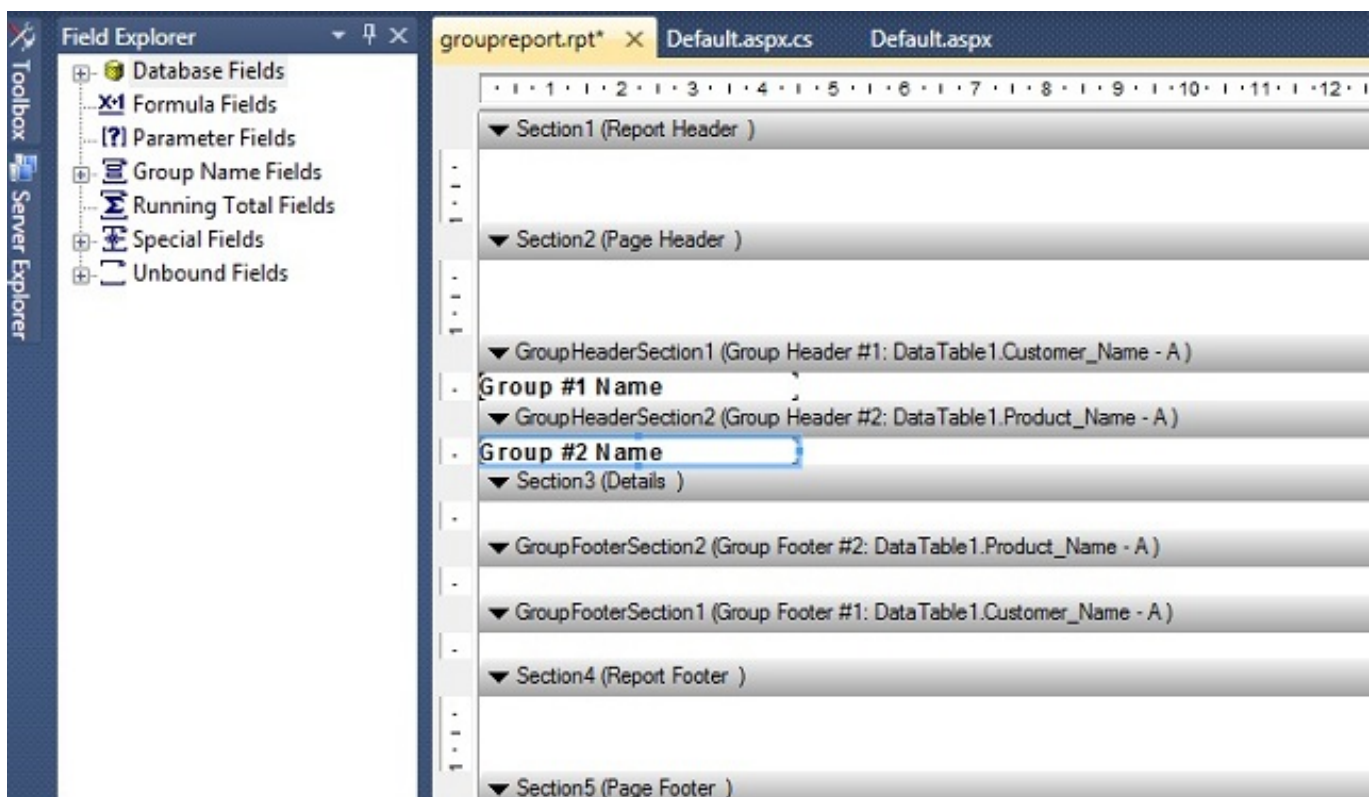 Toolbox
Server Explorer
Field Explorer
Database Fields
Formula Fields
Parameter Fields
Group Name Fields
Running Total Fields
Special Fields
Unbound Fields
groupreport.rpt* Default.aspx.cs Default.aspx
1 2 3 4 5 6 7 8 9 10 11 12
Section1 (Report Header )
Section2 (Page Header )
1
GroupHeaderSection1 (Group Header #1: DataTable1.Customer_Name - A )
Group #1 Name
GroupHeaderSection2 (Group Header #2: DataTable1.Product_Name - A )
Group #2 Name
Section3 (Details )
GroupFooterSection2 (Group Footer #2: DataTable1.Product_Name - A )
GroupFooterSection1 (Group Footer #1: DataTable1.Customer_Name - A )
Section4 (Report Footer )
Section5 (Page Footer )